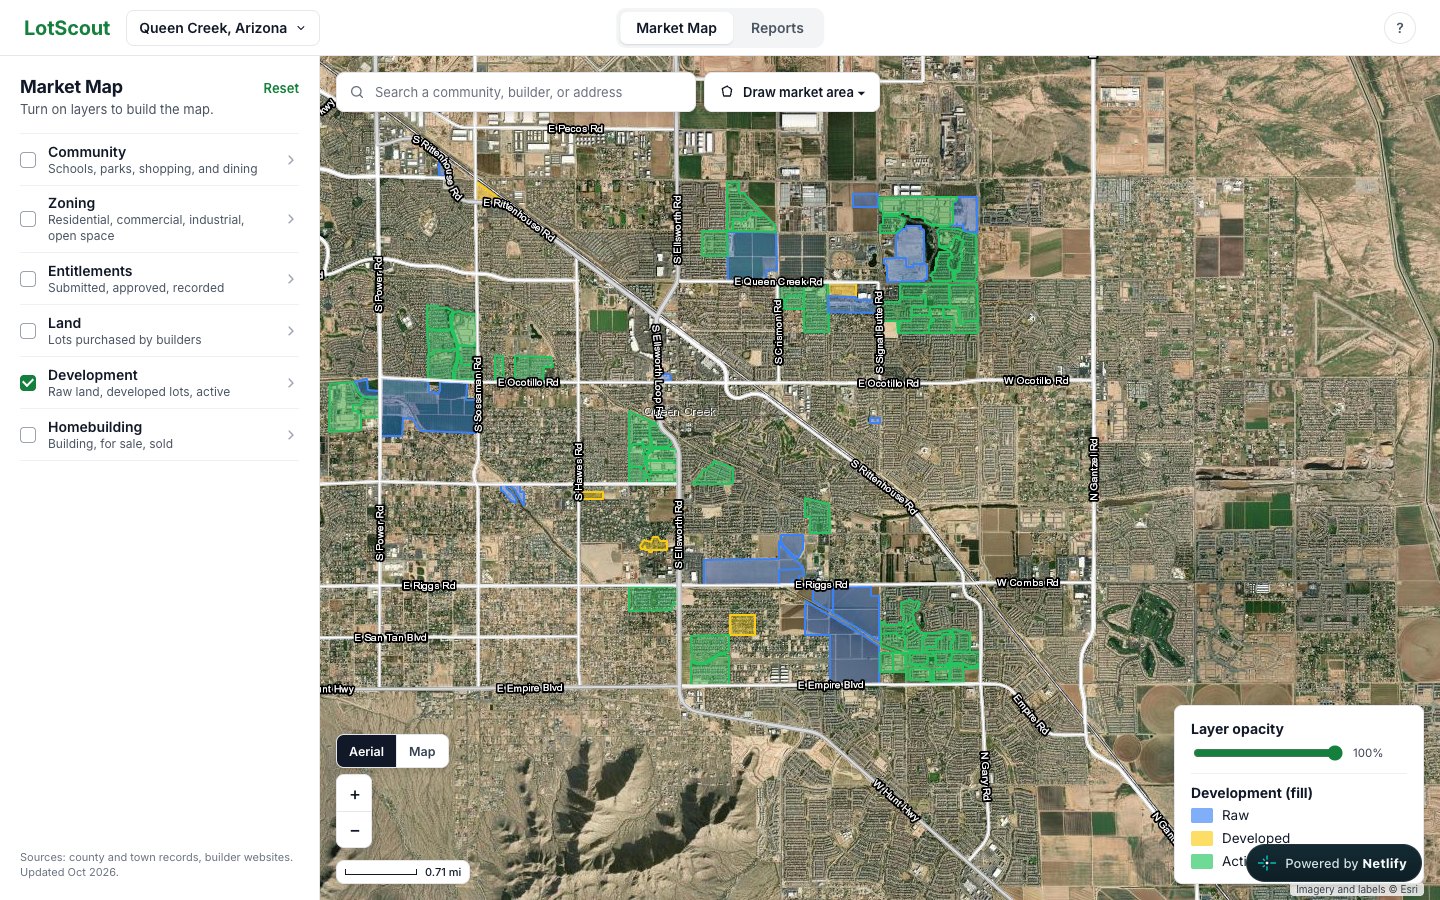 LotScout
Queen Creek, Arizona
Market Map
Reports
?
Market Map
Reset
Turn on layers to build the map.
Community
Schools, parks, shopping, and dining
Zoning
Residential, commercial, industrial,
open space
Entitlements
Submitted, approved, recorded
Land
Lots purchased by builders
Development
Raw land, developed lots, active
Homebuilding
Building, for sale, sold
Sources: county and town records, builder websites.
Updated Oct 2026.
Search a community, builder, or address
Draw market area
E Pecos Rd
S Rittenhouse Rd
E Rittenhouse Rd
S Ellsworth Rd
S Power Rd
E Queen Creek Rd
S Crismon Rd
S Signal Butte Rd
S Ellsworth Loop Rd
S Sossaman Rd
E Ocotillo Rd
E Ocotillo Rd
W Ocotillo Rd
Queen Creek
S Hawes Rd
N Gantzel Rd
S Rittenhouse Rd
S Power Rd
S Ellsworth Rd
E Riggs Rd
E Riggs Rd
W Combs Rd
E San Tan Blvd
nt Hwy
E Empire Blvd
E Empire Blvd
Empire Rd
N Gary Rd
W Hunt Hwy
N Gant
Aerial
Map
+
−
0.71 mi
Layer opacity
100%
Development (fill)
Raw
Developed
Acti
Powered by Netlify
Imagery and labels © Esri